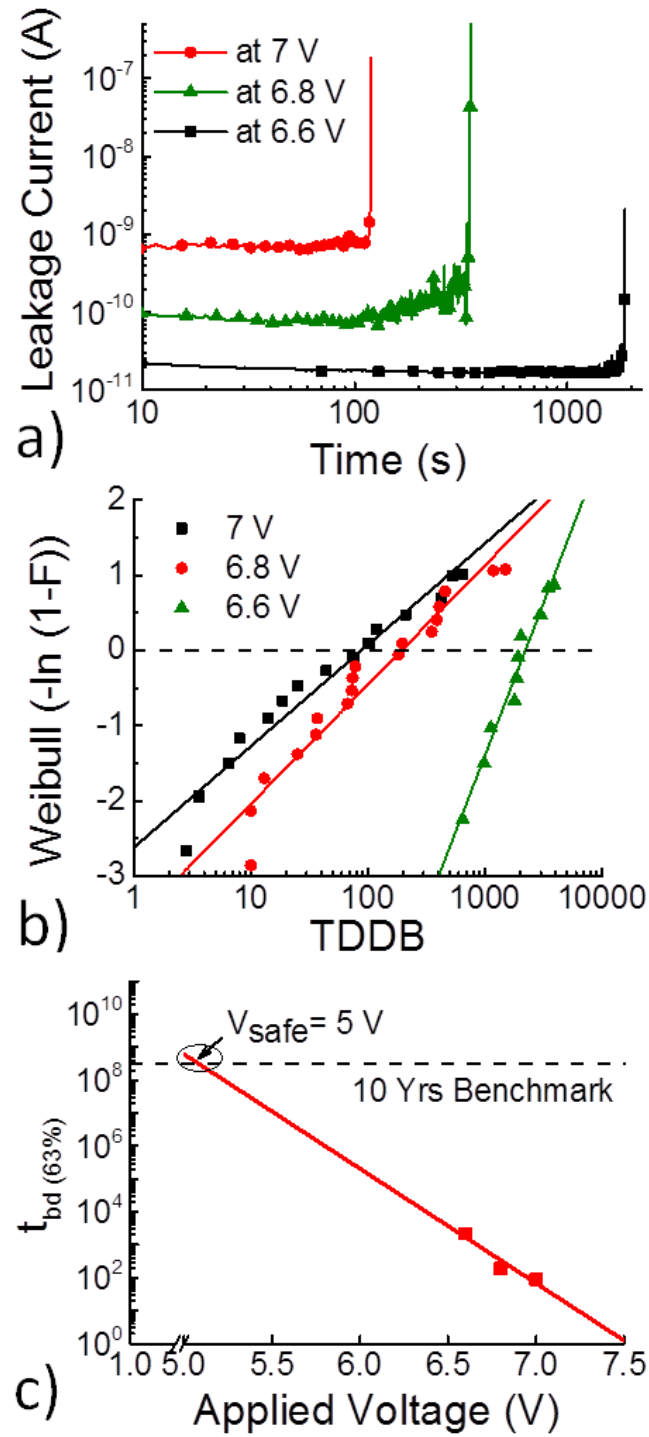 Leakage Current (A)
10⁻⁷
10⁻⁸
10⁻⁹
10⁻¹⁰
10⁻¹¹
at 7 V
at 6.8 V
at 6.6 V
10 100 1000
Time (s)
a)
Weibull (-ln (1-F))
2
1
0
-1
-2
-3
7 V
6.8 V
6.6 V
1 10 100 1000 10000
TDDB
b)
t bd (63%)
10¹⁰
10⁸
10⁶
10⁴
10²
10⁰
Vsafe= 5 V
10 Yrs Benchmark
1.0 5.0 5.5 6.0 6.5 7.0 7.5
Applied Voltage (V)
c)